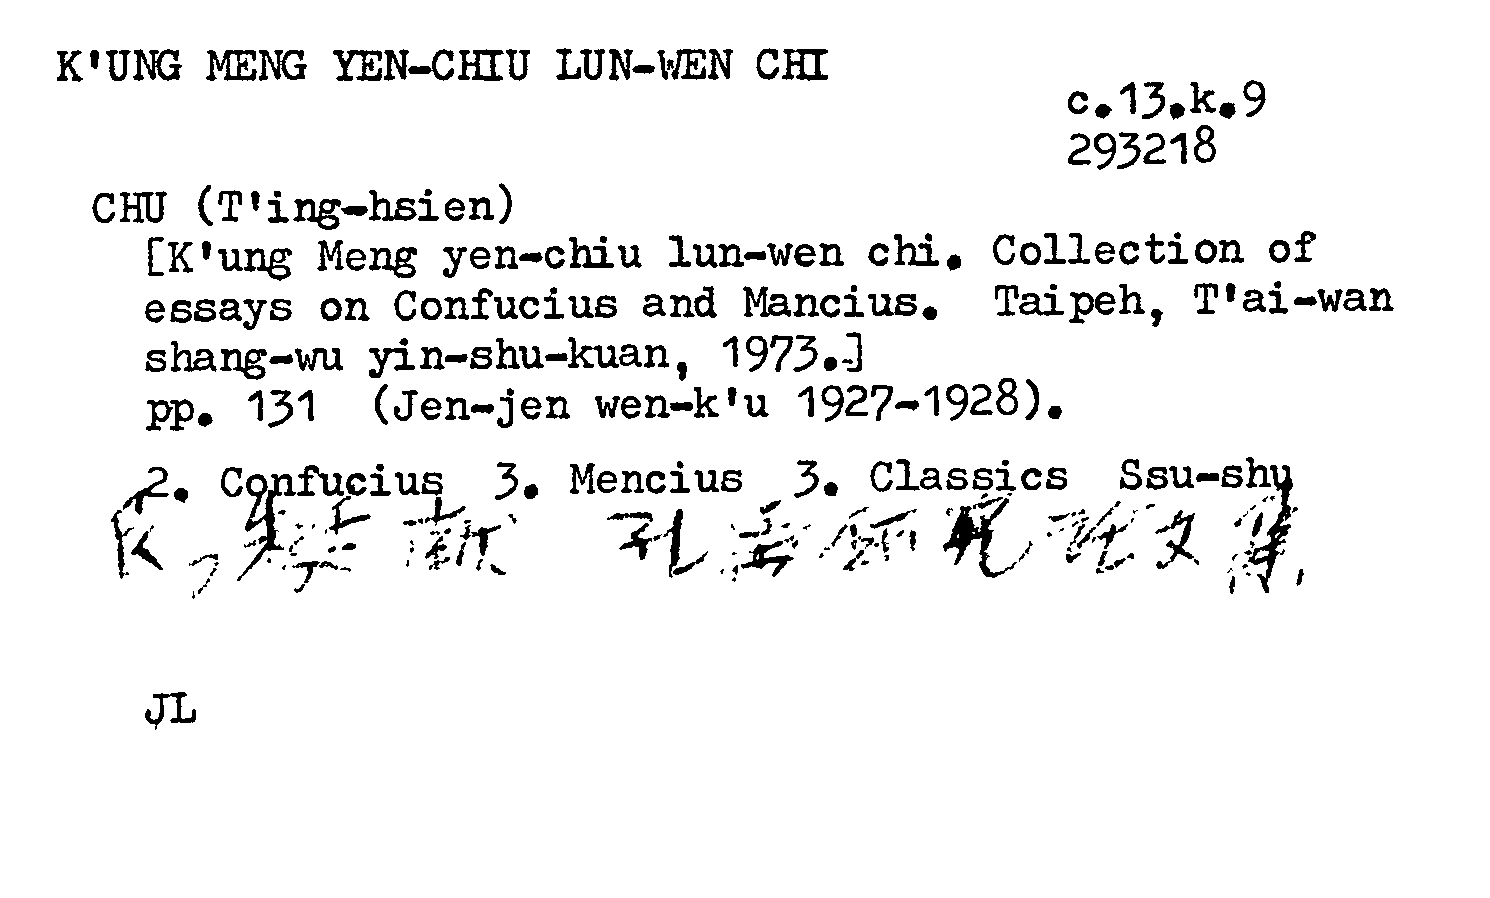 K'UNG MENG YEN-CHIU LUN-WEN CHI
c.13.k.9
293218
CHU (T'ing-hsien)
[K'ung Meng yen-chiu lun-wen chi. Collection of
essays on Confucius and Mancius. Taipeh, T'ai-wan
shang-wu yin-shu-kuan, 1973.]
pp. 131 (Jen-jen wen-k'u 1927-1928).
2. Confucius 3. Mencius 3. Classics Ssu-shu
K, 朱廷献 孔孟研究论文集
JL